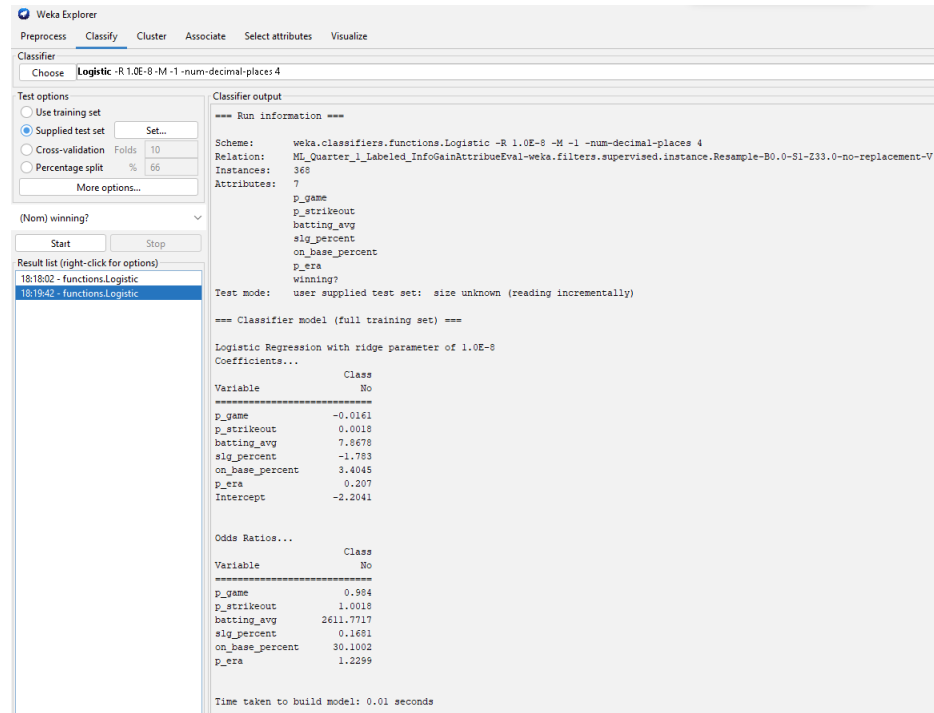 Weka Explorer
Preprocess Classify Cluster Associate Select attributes Visualize
Classifier
Choose Logistic -R 1.0E-8 -M -1 -num-decimal-places 4
Test options
Use training set
Supplied test set Set...
Cross-validation Folds 10
Percentage split % 66
More options...
(Nom) winning?
Start Stop
Result list (right-click for options)
18:18:02 - functions.Logistic
18:19:42 - functions.Logistic
Classifier output
=== Run information ===
Scheme: weka.classifiers.functions.Logistic -R 1.0E-8 -M -1 -num-decimal-places 4
Relation: ML_Quarter_1_Labeled_InfoGainAttribueEval-weka.filters.supervised.instance.Resample-B0.0-S1-Z33.0-no-replacement-V
Instances: 368
Attributes: 7
p_game
p_strikeout
batting_avg
slg_percent
on_base_percent
p_era
winning?
Test mode: user supplied test set: size unknown (reading incrementally)
=== Classifier model (full training set) ===
Logistic Regression with ridge parameter of 1.0E-8
Coefficients...
Class
Variable No
============================
p_game -0.0161
p_strikeout 0.0018
batting_avg 7.8678
slg_percent -1.783
on_base_percent 3.4045
p_era 0.207
Intercept -2.2041
Odds Ratios...
Class
Variable No
============================
p_game 0.984
p_strikeout 1.0018
batting_avg 2611.7717
slg_percent 0.1681
on_base_percent 30.1002
p_era 1.2299
Time taken to build model: 0.01 seconds